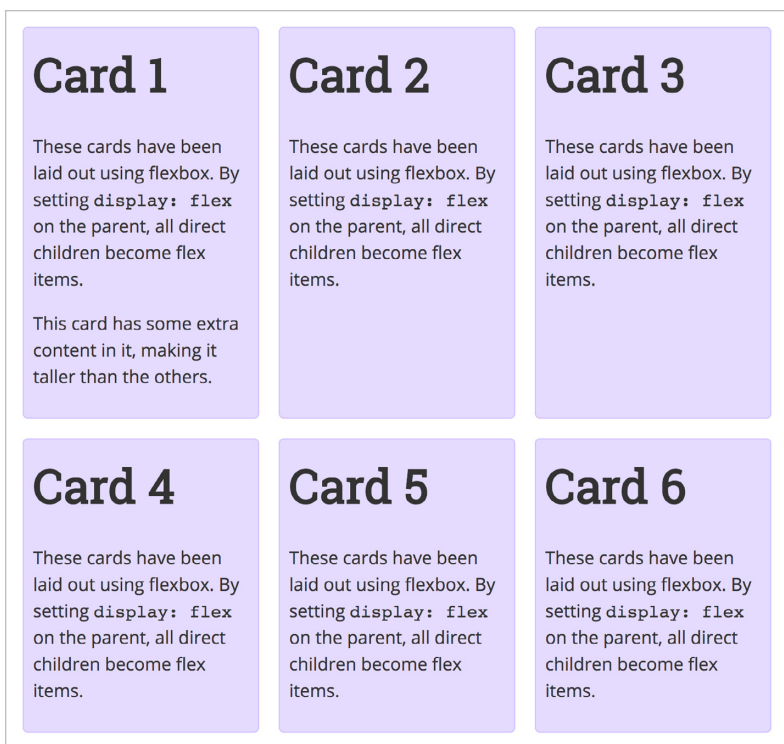 Card 1
These cards have been
laid out using flexbox. By
setting display: flex
on the parent, all direct
children become flex
items.
This card has some extra
content in it, making it
taller than the others.
Card 2
These cards have been
laid out using flexbox. By
setting display: flex
on the parent, all direct
children become flex
items.
Card 3
These cards have been
laid out using flexbox. By
setting display: flex
on the parent, all direct
children become flex
items.
Card 4
These cards have been
laid out using flexbox. By
setting display: flex
on the parent, all direct
children become flex
items.
Card 5
These cards have been
laid out using flexbox. By
setting display: flex
on the parent, all direct
children become flex
items.
Card 6
These cards have been
laid out using flexbox. By
setting display: flex
on the parent, all direct
children become flex
items.